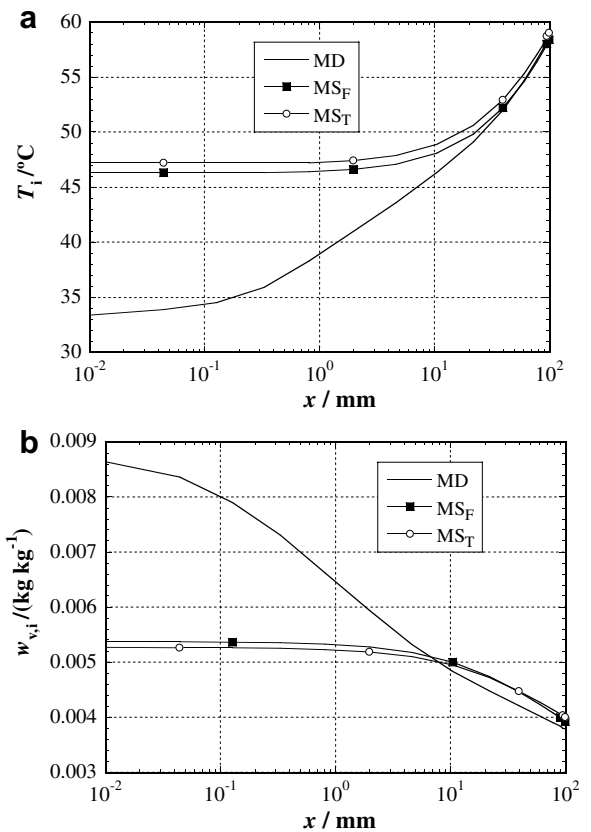 a
60
55
50
45
40
35
30
T_i /°C
MD
MS_F
MS_T
10^-2
10^-1
10^0
10^1
10^2
x / mm
b
0.009
0.008
0.007
0.006
0.005
0.004
0.003
w_v,i /(kg kg^-1)
MD
MS_F
MS_T
10^-2
10^-1
10^0
10^1
10^2
x / mm